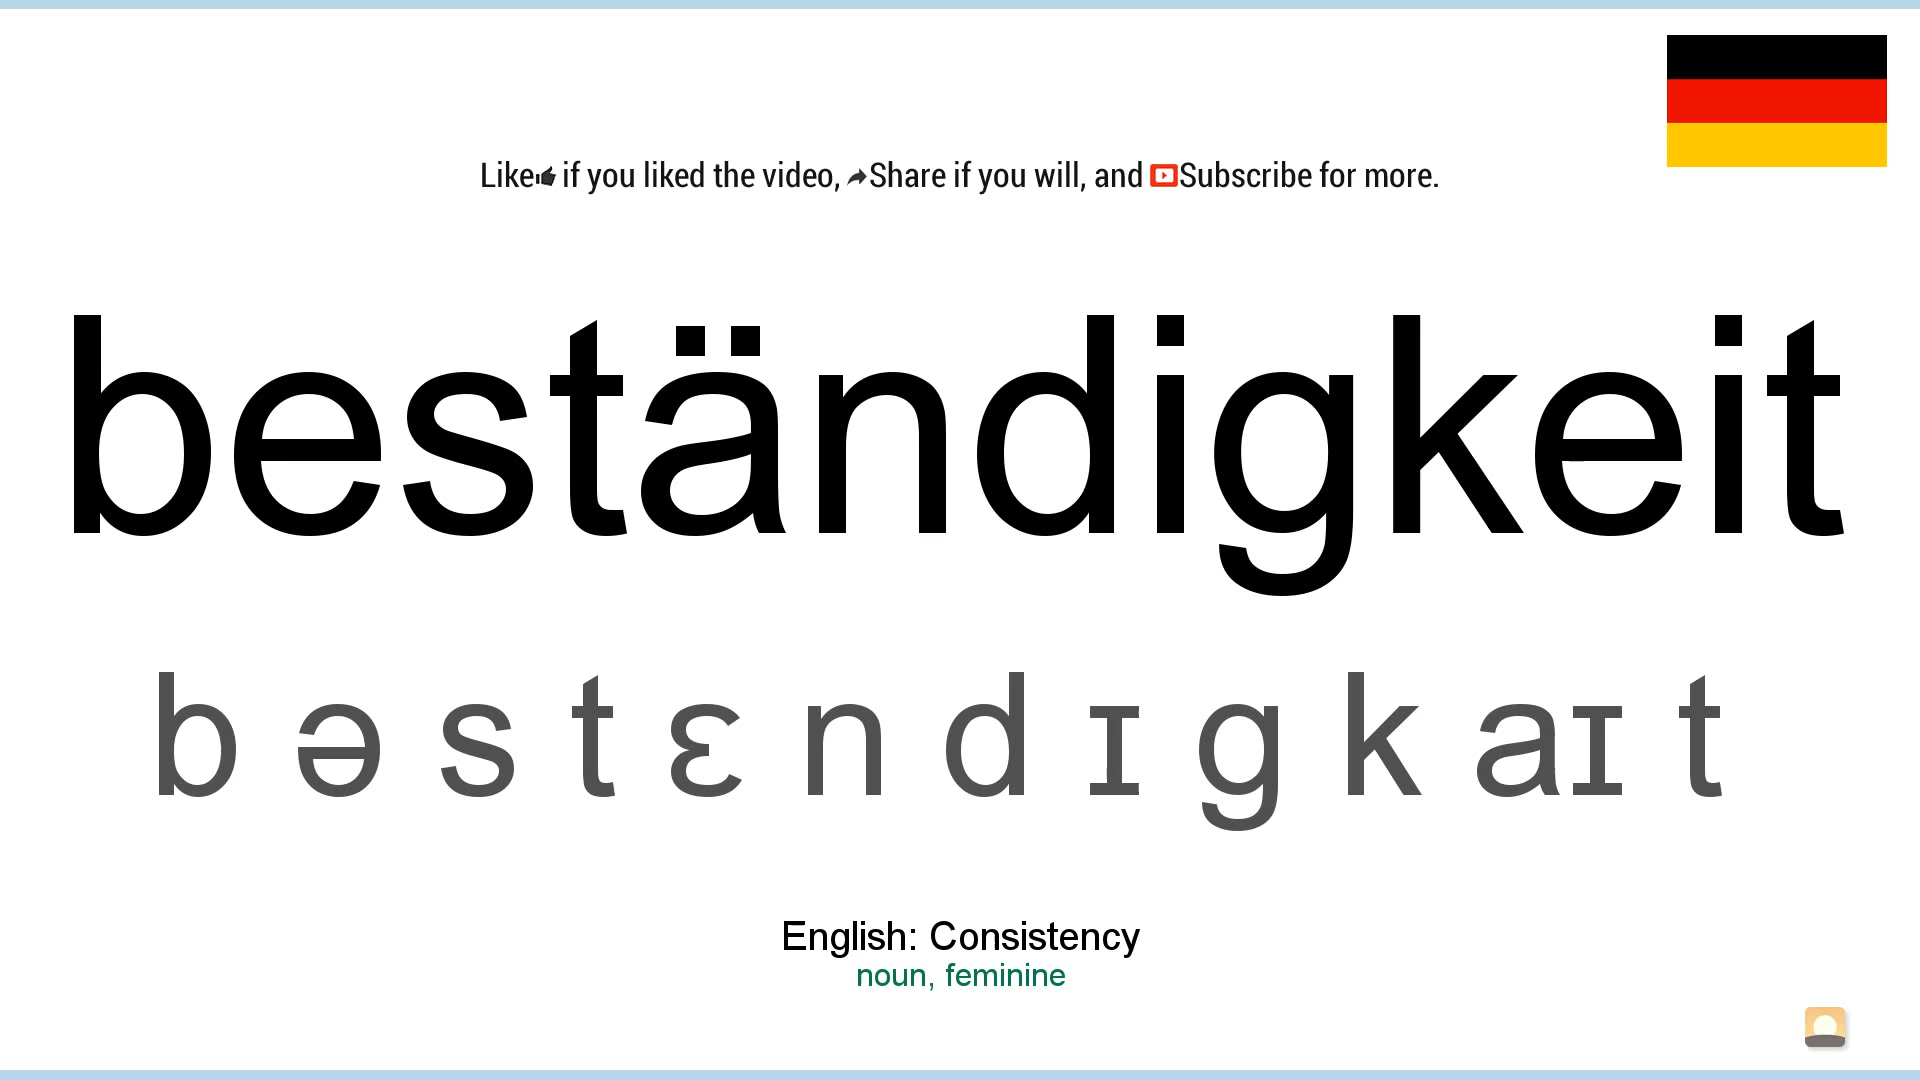 Like if you liked the video, Share if you will, and Subscribe for more.
beständigkeit
b ə s t ɛ n d ɪ g k aɪ t
English: Consistency
noun, feminine